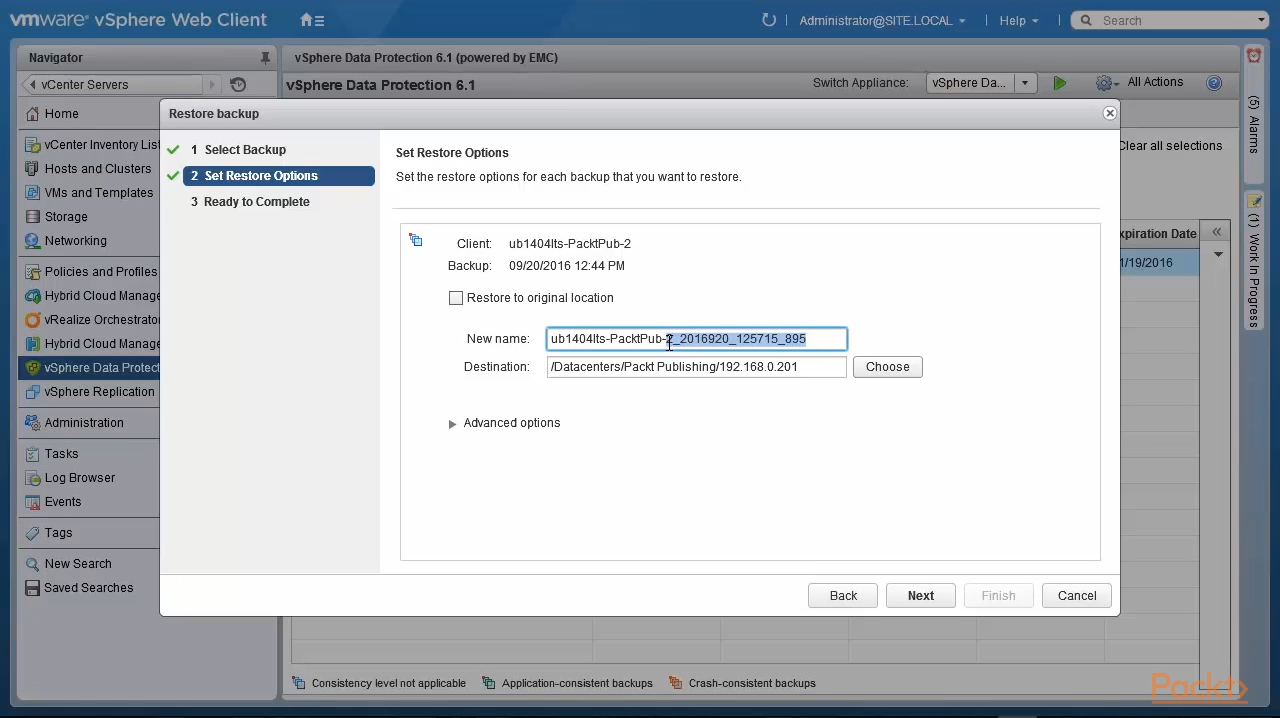 vmware® vSphere Web Client
Administrator@SITE.LOCAL
Help
Search
Navigator
vCenter Servers
Home
vCenter Inventory List
Hosts and Clusters
VMs and Templates
Storage
Networking
Policies and Profiles
Hybrid Cloud Manage
vRealize Orchestrator
Hybrid Cloud Manage
vSphere Data Protect
vSphere Replication
Administration
Tasks
Log Browser
Events
Tags
New Search
Saved Searches
vSphere Data Protection 6.1 (powered by EMC)
vSphere Data Protection 6.1
Switch Appliance:
vSphere Da...
All Actions
Clear all selections
xpiration Date
1/19/2016
Restore backup
1 Select Backup
2 Set Restore Options
3 Ready to Complete
Set Restore Options
Set the restore options for each backup that you want to restore.
Client: ub1404lts-PacktPub-2
Backup: 09/20/2016 12:44 PM
Restore to original location
New name: ub1404lts-PacktPub-2_2016920_125715_895
Destination: /Datacenters/Packt Publishing/192.168.0.201
Choose
Advanced options
Back
Next
Finish
Cancel
Consistency level not applicable
Application-consistent backups
Crash-consistent backups
(5) Alarms
(1) Work In Progress
Packt